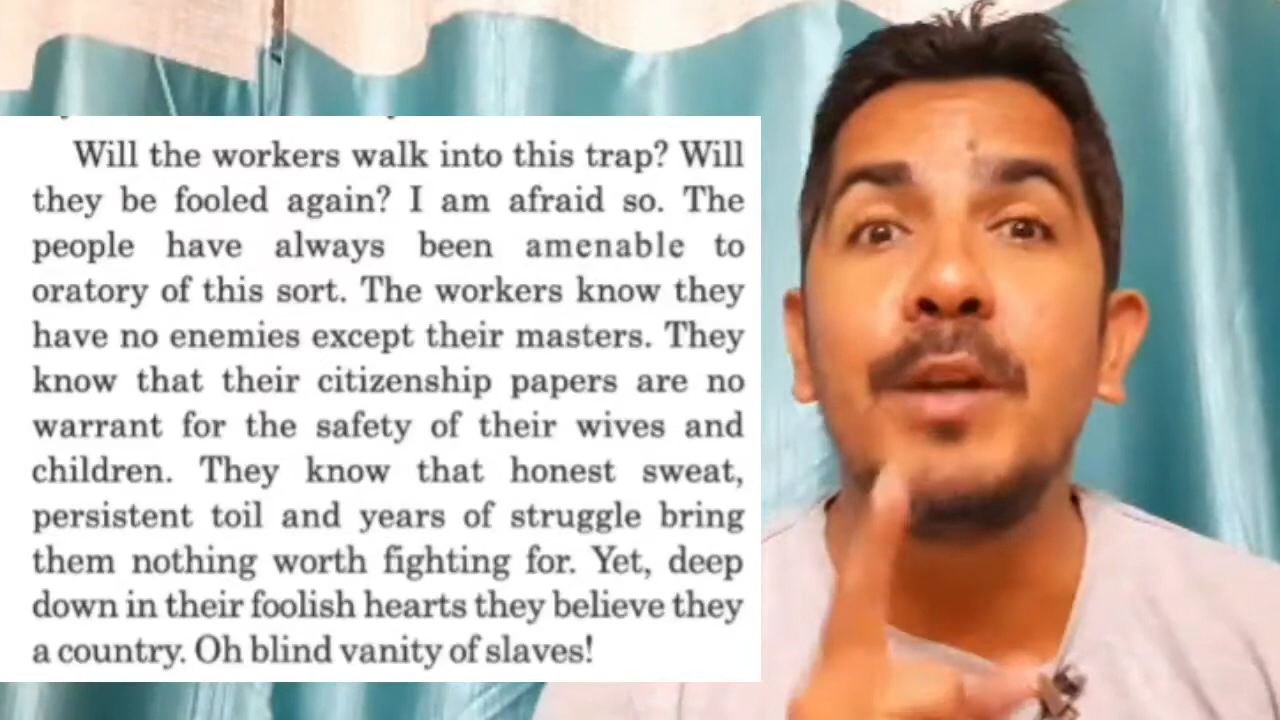 Will the workers walk into this trap? Will
they be fooled again? I am afraid so. The
people have always been amenable to
oratory of this sort. The workers know they
have no enemies except their masters. They
know that their citizenship papers are no
warrant for the safety of their wives and
children. They know that honest sweat,
persistent toil and years of struggle bring
them nothing worth fighting for. Yet, deep
down in their foolish hearts they believe they
a country. Oh blind vanity of slaves!